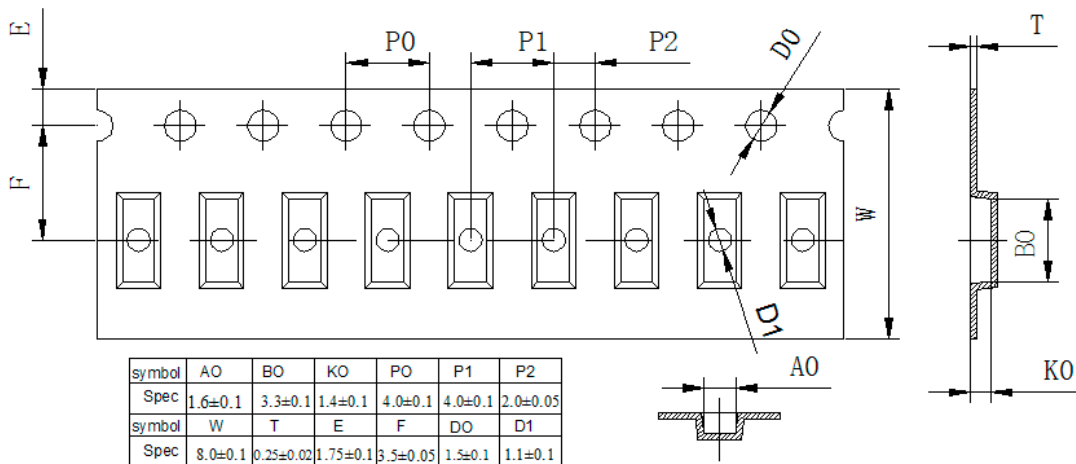 E
P0
P1
P2
D0
T
F
W
B0
D1
A0
K0
symbol AO BO KO PO P1 P2
Spec 1.6±0.1 3.3±0.1 1.4±0.1 4.0±0.1 4.0±0.1 2.0±0.05
symbol W T E F DO D1
Spec 8.0±0.1 0.25±0.02 1.75±0.1 3.5±0.05 1.5±0.1 1.1±0.1